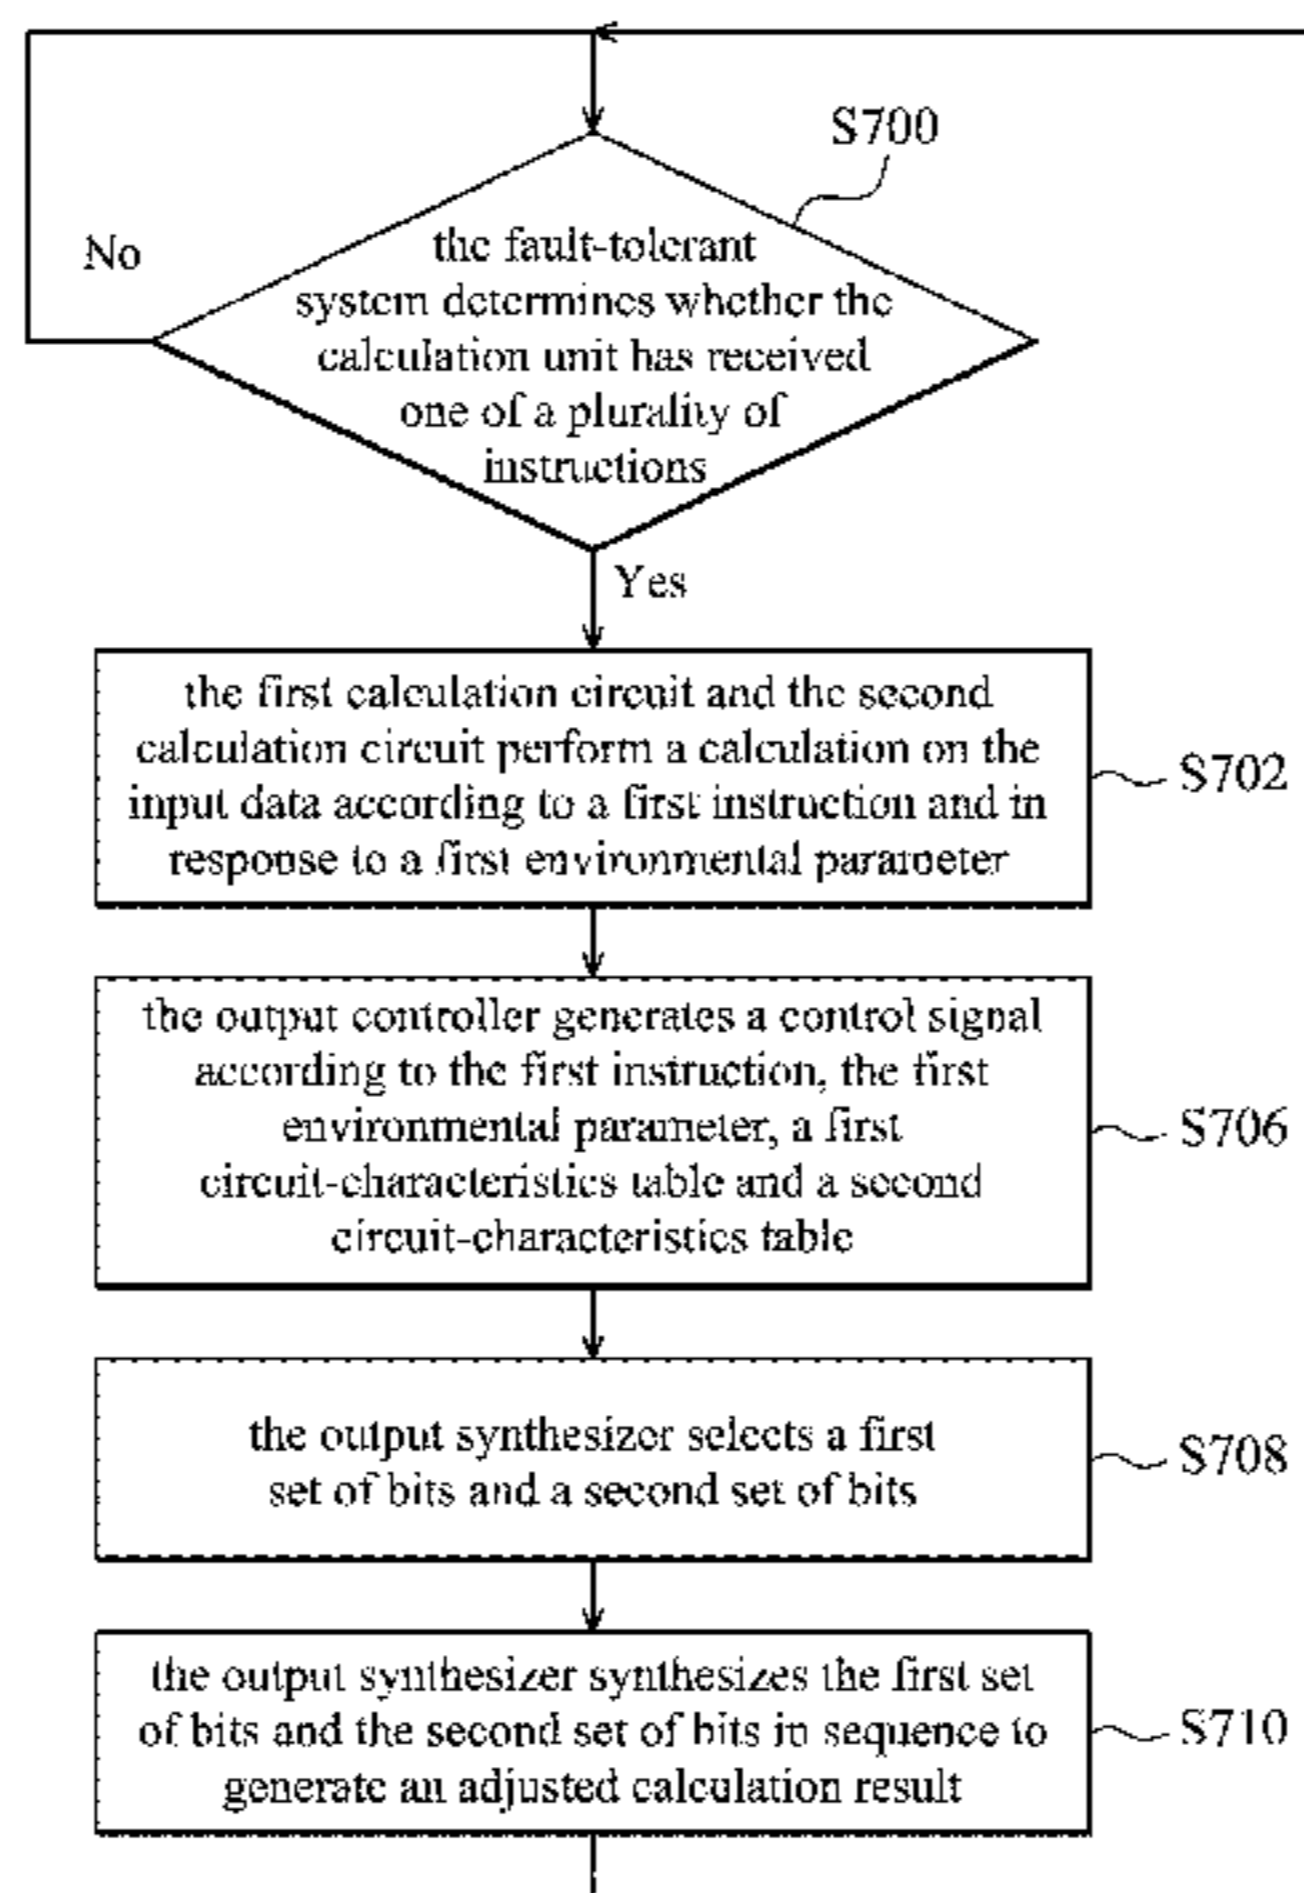 S700
No
the fault-tolerant
system determines whether the
calculation unit has received
one of a plurality of
instructions
Yes
the first calculation circuit and the second
calculation circuit perform a calculation on the
input data according to a first instruction and in
response to a first environmental parameter
S702
the output controller generates a control signal
according to the first instruction, the first
environmental parameter, a first
circuit-characteristics table and a second
circuit-characteristics table
S706
the output synthesizer selects a first
set of bits and a second set of bits
S708
the output synthesizer synthesizes the first set
of bits and the second set of bits in sequence to
generate an adjusted calculation result
S710